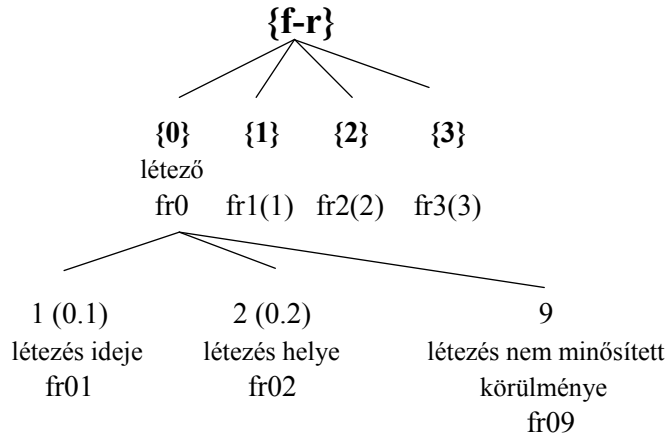 {f-r}
{0} {1} {2} {3}
létező
fr0 fr1(1) fr2(2) fr3(3)
1 (0.1) 2 (0.2) 9
létezés ideje létezés helye létezés nem minősített
fr01 fr02 körülménye
fr09